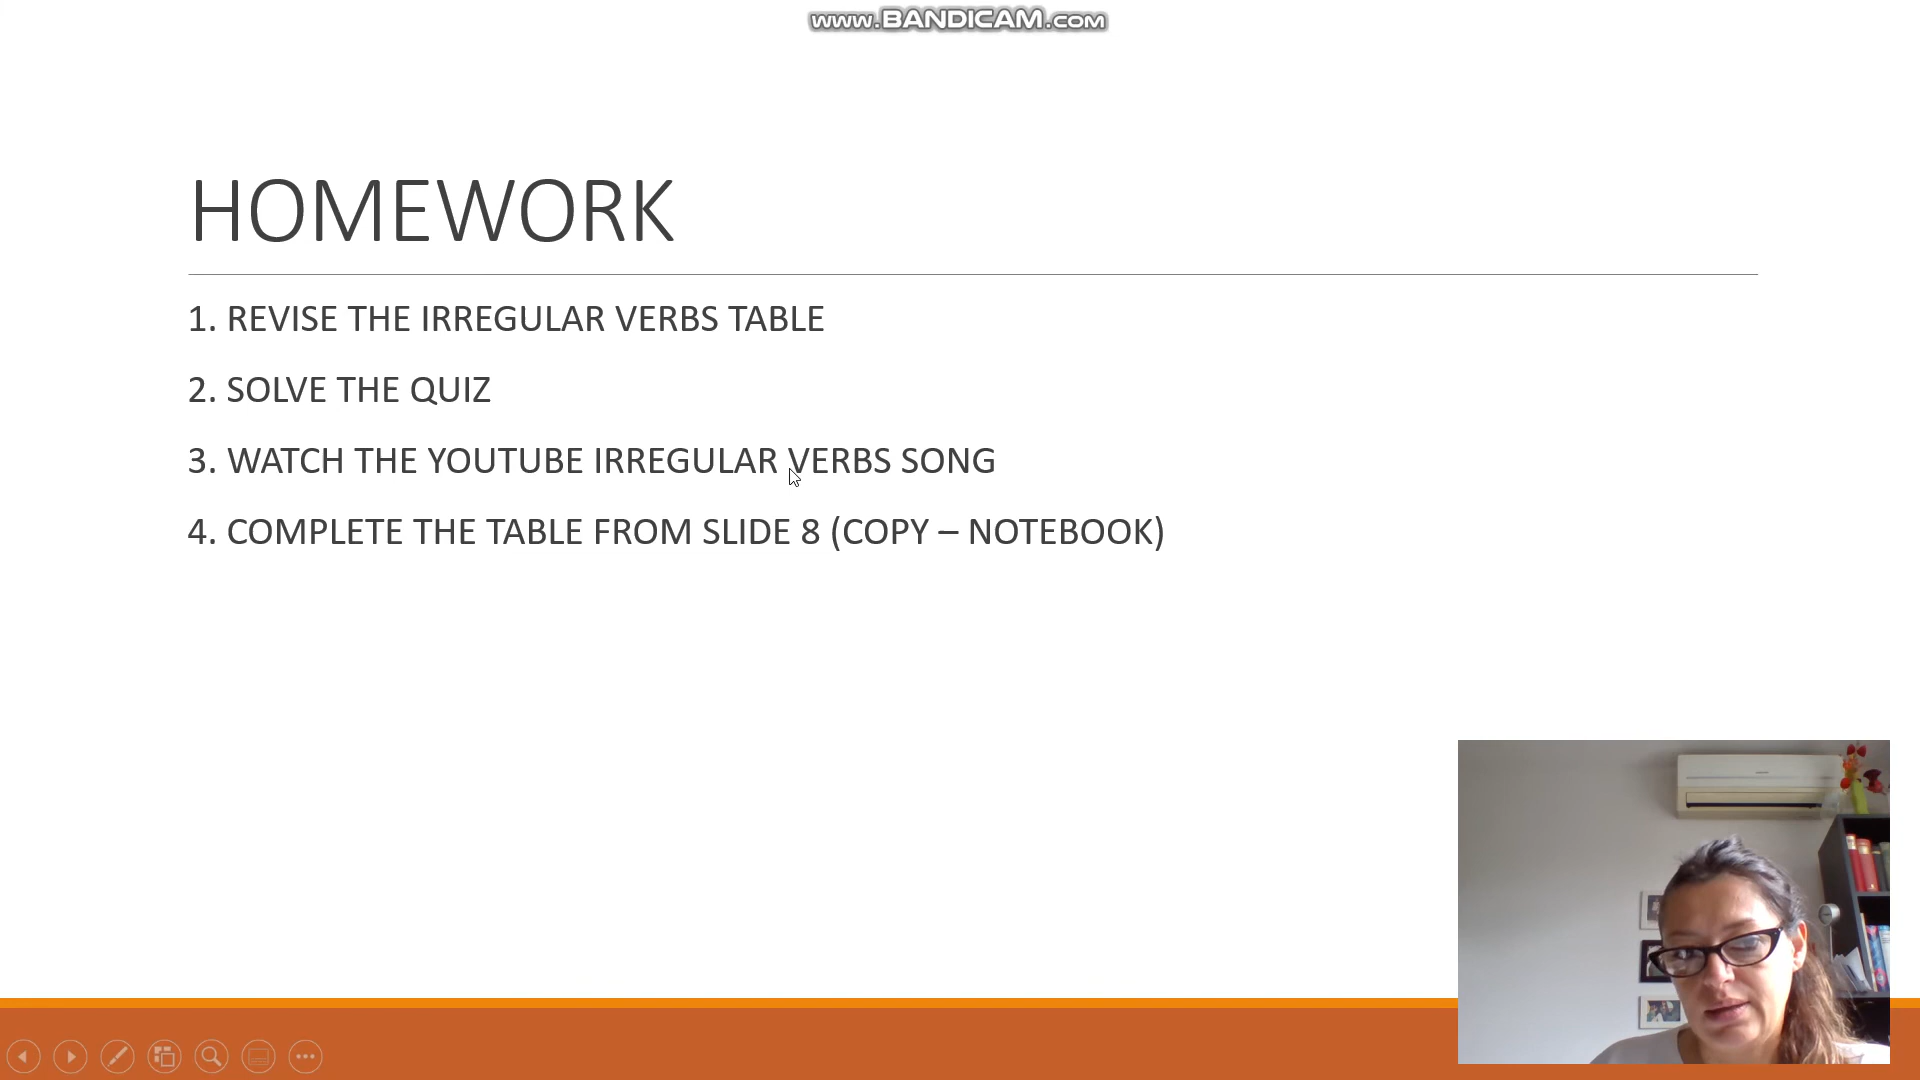 www.BANDICAM.com
HOMEWORK
1. REVISE THE IRREGULAR VERBS TABLE
2. SOLVE THE QUIZ
3. WATCH THE YOUTUBE IRREGULAR VERBS SONG
4. COMPLETE THE TABLE FROM SLIDE 8 (COPY – NOTEBOOK)